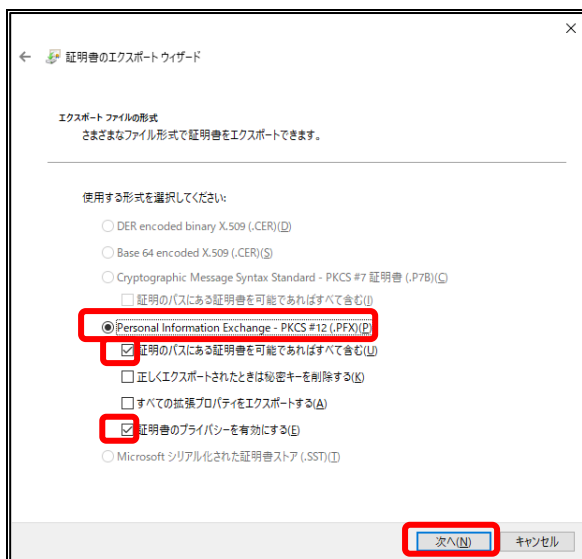 証明書のエクスポート ウィザード
エクスポート ファイルの形式
さまざまなファイル形式で証明書をエクスポートできます。
使用する形式を選択してください:
DER encoded binary X.509 (.CER)(D)
Base 64 encoded X.509 (.CER)(S)
Cryptographic Message Syntax Standard - PKCS #7 証明書 (.P7B)(C)
証明のパスにある証明書を可能であればすべて含む(I)
Personal Information Exchange - PKCS #12 (.PFX)(P)
証明のパスにある証明書を可能であればすべて含む(U)
正しくエクスポートされたときは秘密キーを削除する(K)
すべての拡張プロパティをエクスポートする(A)
証明書のプライバシーを有効にする(E)
Microsoft シリアル化された証明書ストア (.SST)(T)
次へ(N) キャンセル